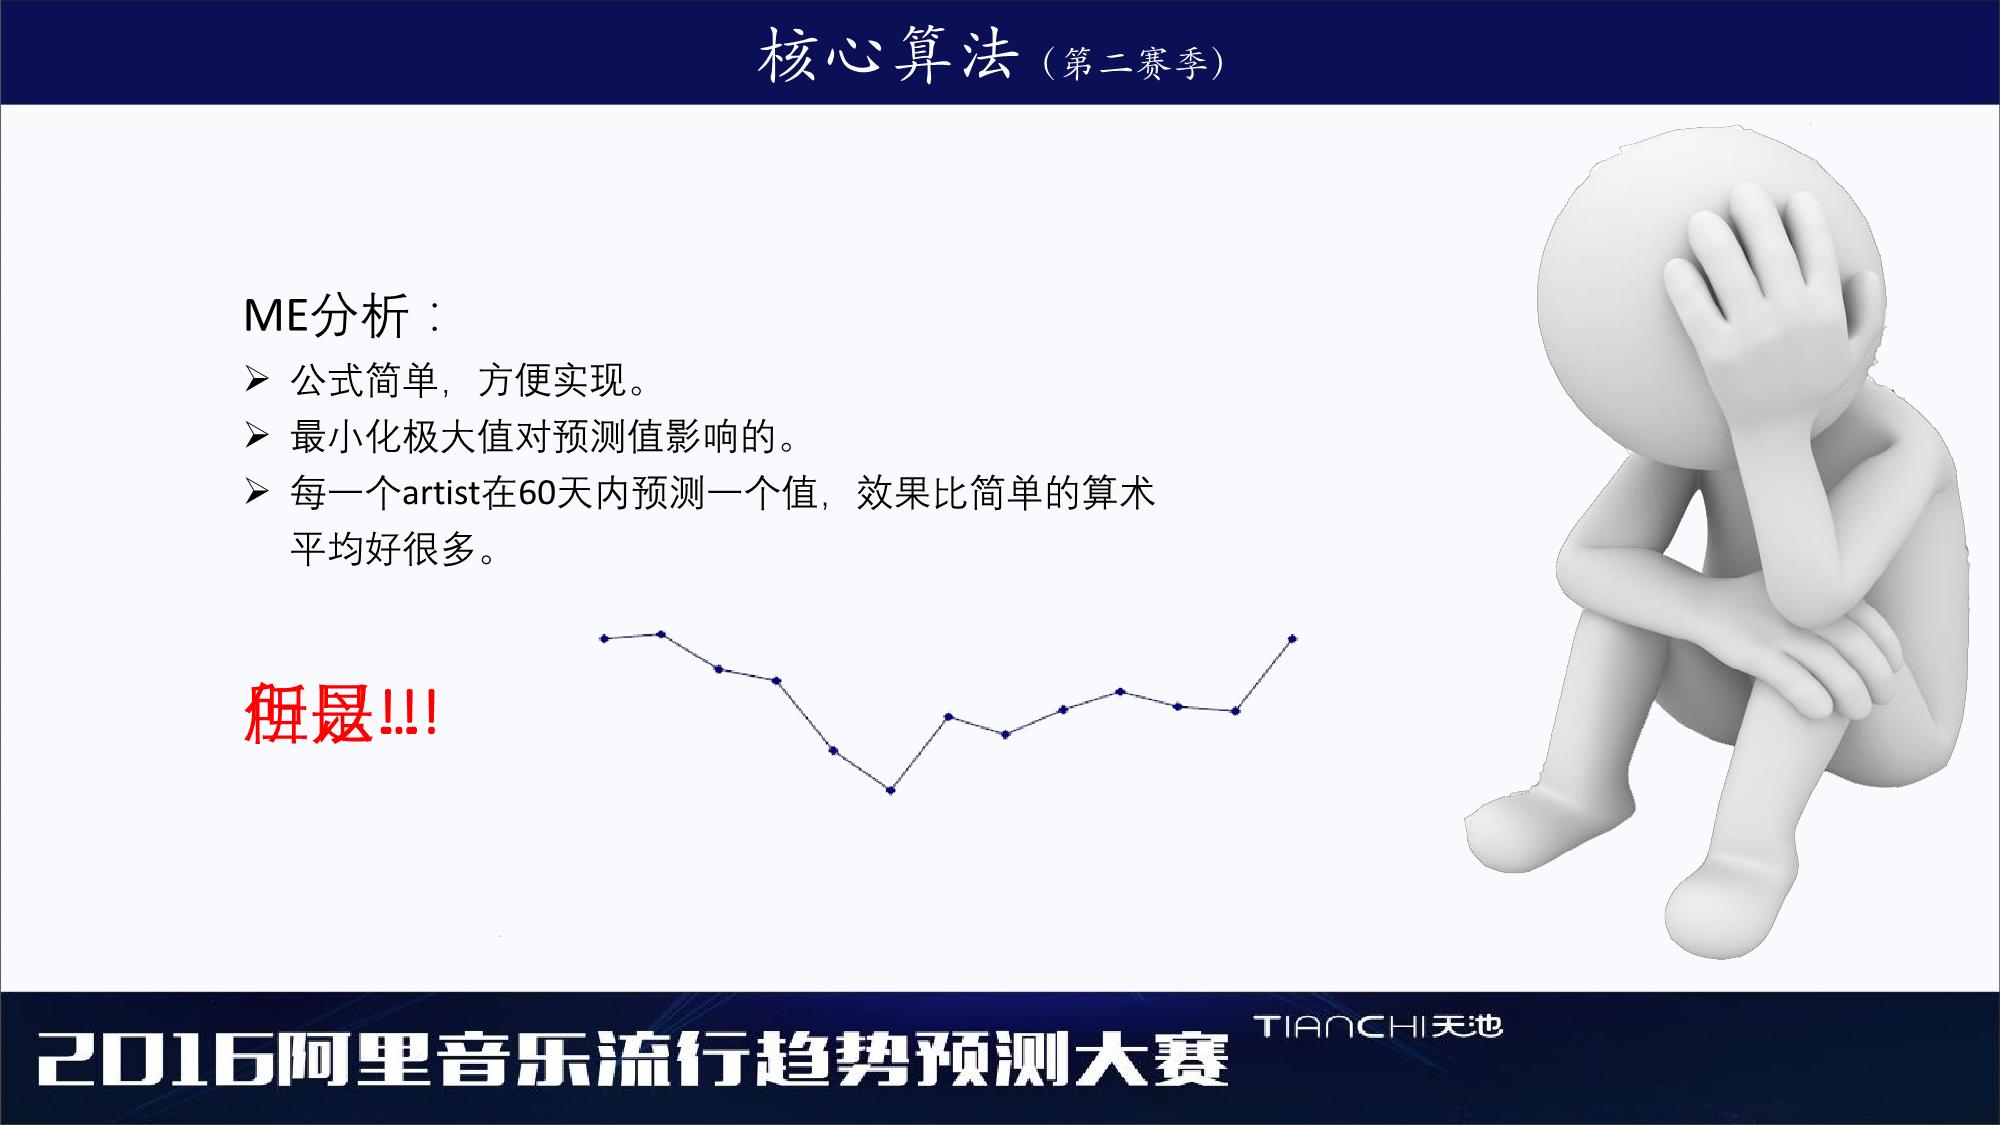 核心算法（第二赛季）
ME分析：
➢ 公式简单，方便实现。
➢ 最小化极大值对预测值影响的。
➢ 每一个artist在60天内预测一个值，效果比简单的算术
平均好很多。
2016阿里音乐流行趋势预测大赛
TIANCHI天池